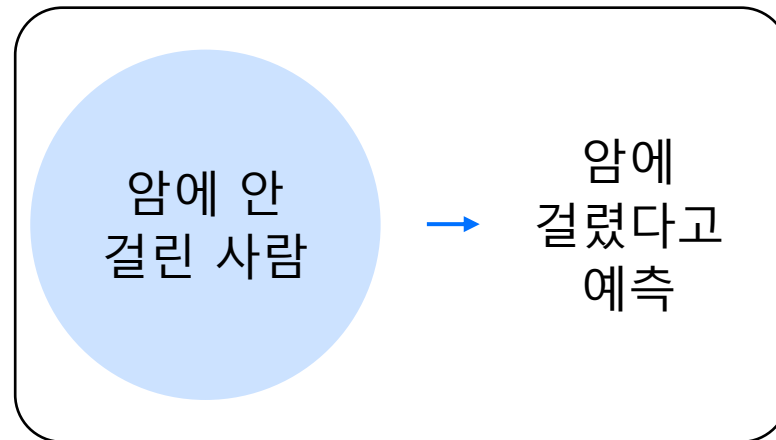 암에 안
걸린 사람
암에
걸렸다고
예측